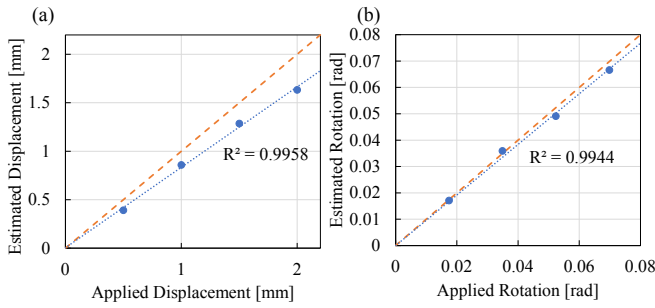 (a)
Estimated Displacement [mm]
2
1.5
1
0.5
0
R² = 0.9958
0
1
2
Applied Displacement [mm]
(b)
Estimated Rotation [rad]
0.08
0.07
0.06
0.05
0.04
0.03
0.02
0.01
0
R² = 0.9944
0
0.02
0.04
0.06
0.08
Applied Rotation [rad]